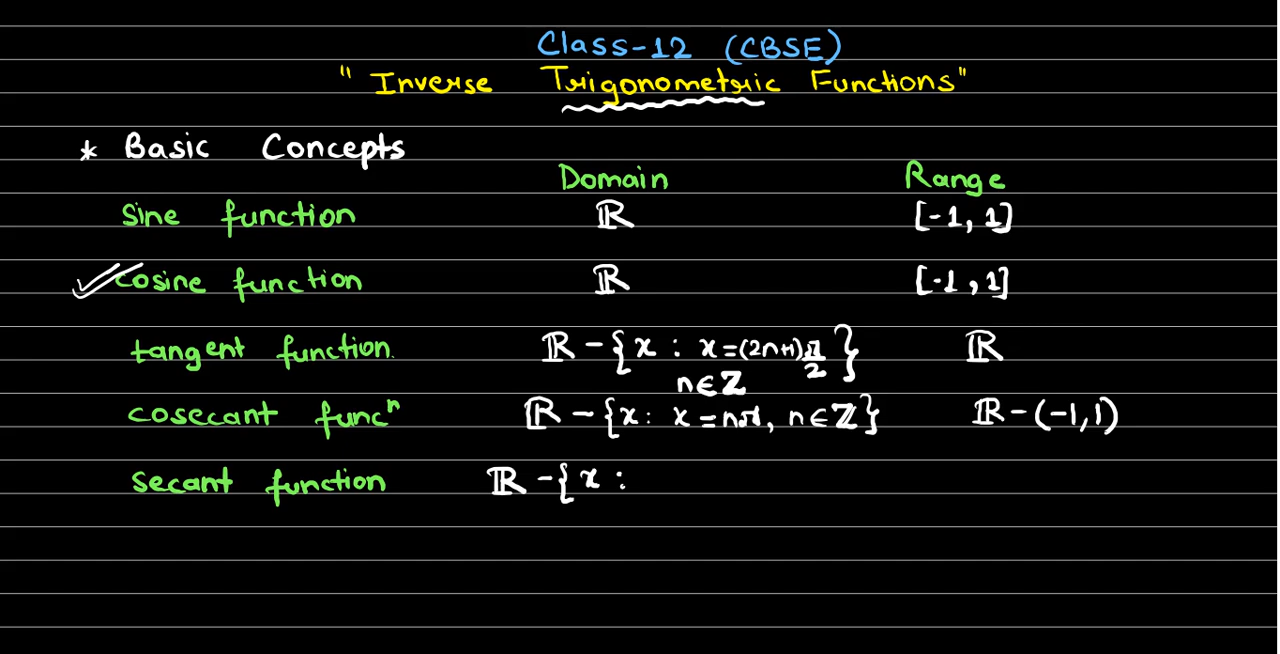 Class-12 (CBSE)
"Inverse Trigonometric Functions"
* Basic Concepts
Domain Range
Sine function ℝ [-1, 1]
cosine function ℝ [-1, 1]
tangent function. ℝ - {x : x = (2n+1)π/2 n∈ℤ} ℝ
cosecant funcⁿ ℝ - {x : x = nπ, n∈ℤ} ℝ - (-1, 1)
secant function ℝ - {x :